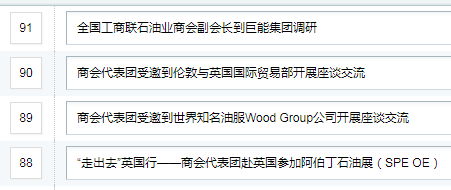 91 全国工商联石油业商会副会长到巨能集团调研
90 商会代表团受邀到伦敦与英国国际贸易部开展座谈交流
89 商会代表团受邀到世界知名油服Wood Group公司开展座谈交流
88 “走出去”英国行——商会代表团赴英国参加阿伯丁石油展（SPE OE）